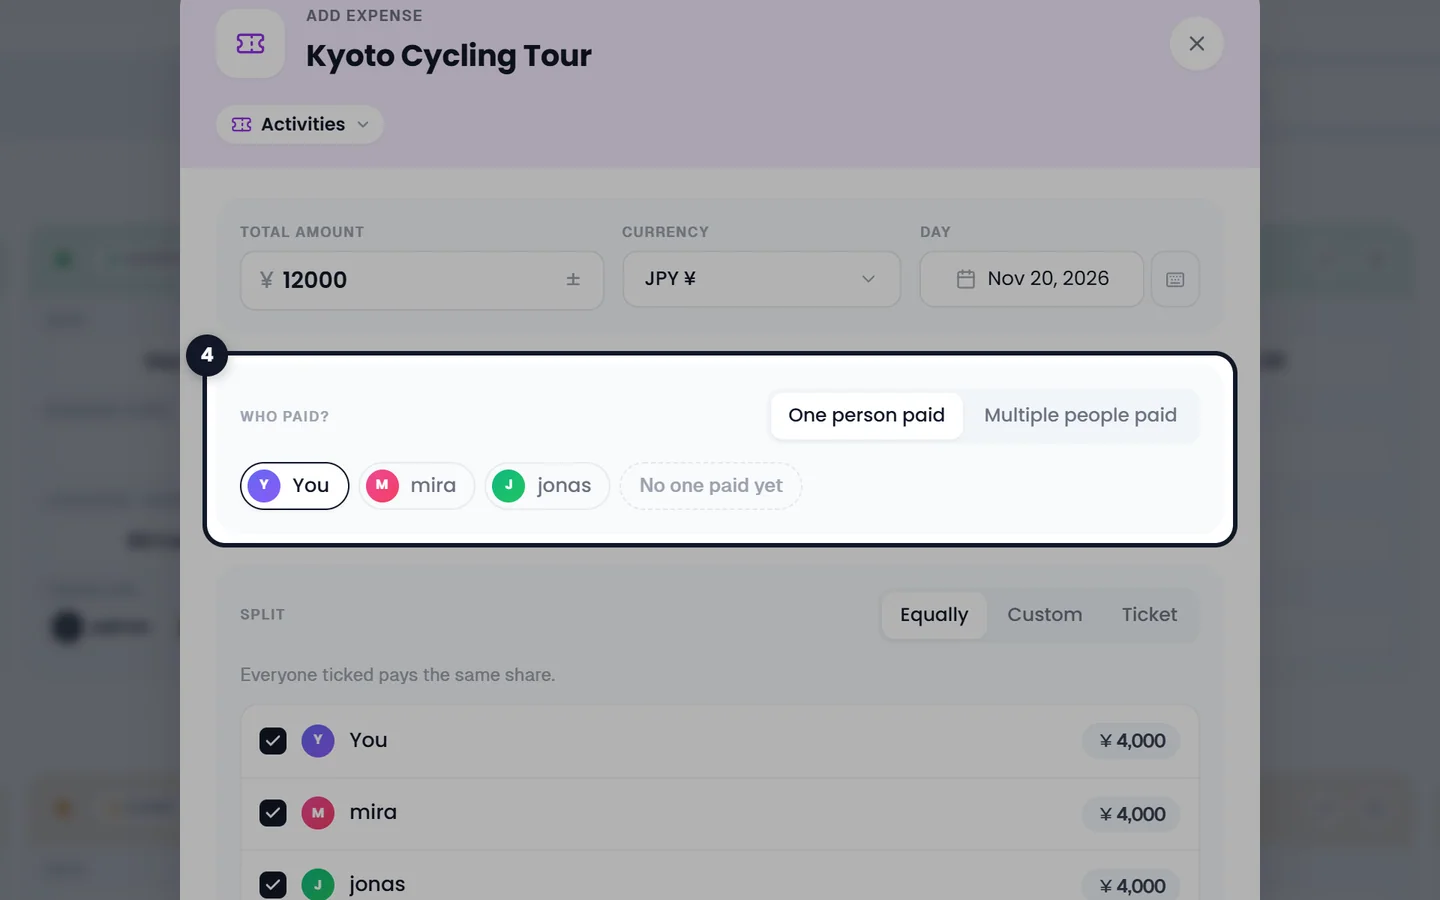 ADD EXPENSE
Kyoto Cycling Tour
Activities
TOTAL AMOUNT
CURRENCY
DAY
¥ 12000 ±
JPY ¥
Nov 20, 2026
4
WHO PAID?
One person paid
Multiple people paid
Y You
M mira
J jonas
No one paid yet
SPLIT
Equally
Custom
Ticket
Everyone ticked pays the same share.
Y You ¥ 4,000
M mira ¥ 4,000
J jonas ¥ 4,000